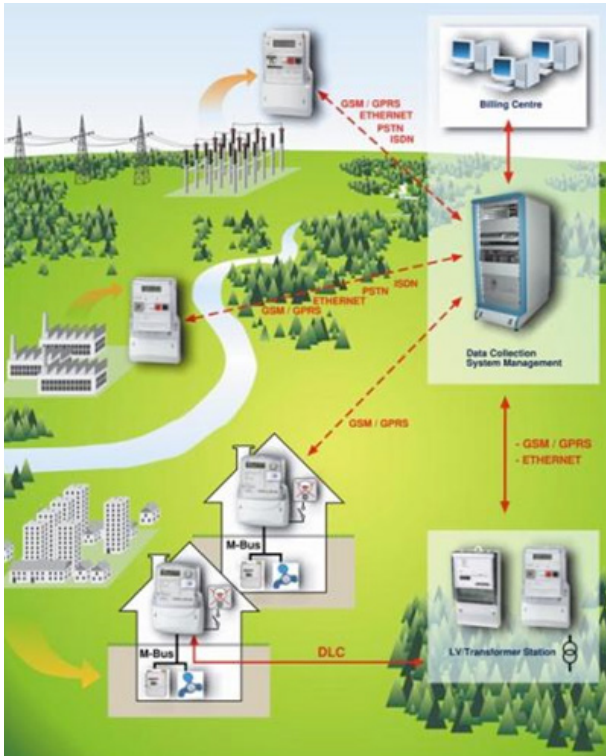 GSM / GPRS
ETHERNET
PSTN
ISDN
Billing Centre
GSM / GPRS
ETHERNET
PSTN
ISDN
Data Collection
System Management
GSM / GPRS
- GSM / GPRS
- ETHERNET
M-Bus
M-Bus
DLC
LV/Transformer Station